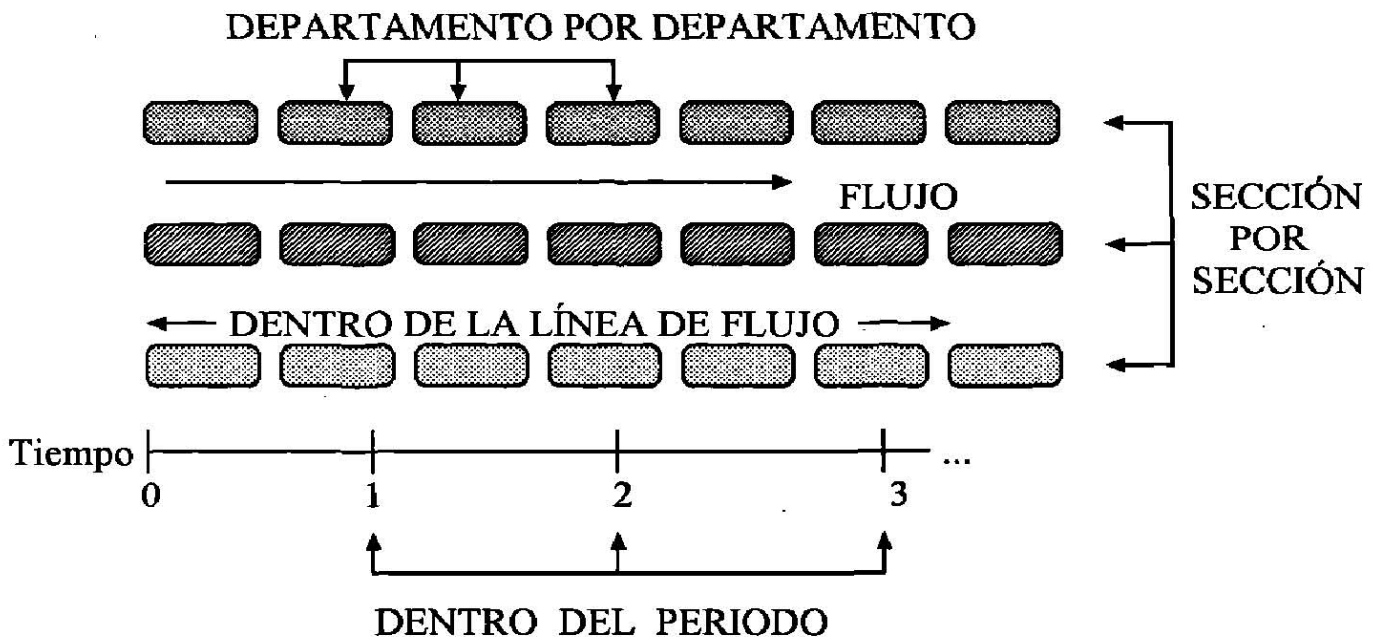 DEPARTAMENTO POR DEPARTAMENTO
FLUJO
SECCIÓN
POR
SECCIÓN
DENTRO DE LA LÍNEA DE FLUJO
Tiempo
...
0 1 2 3
DENTRO DEL PERIODO